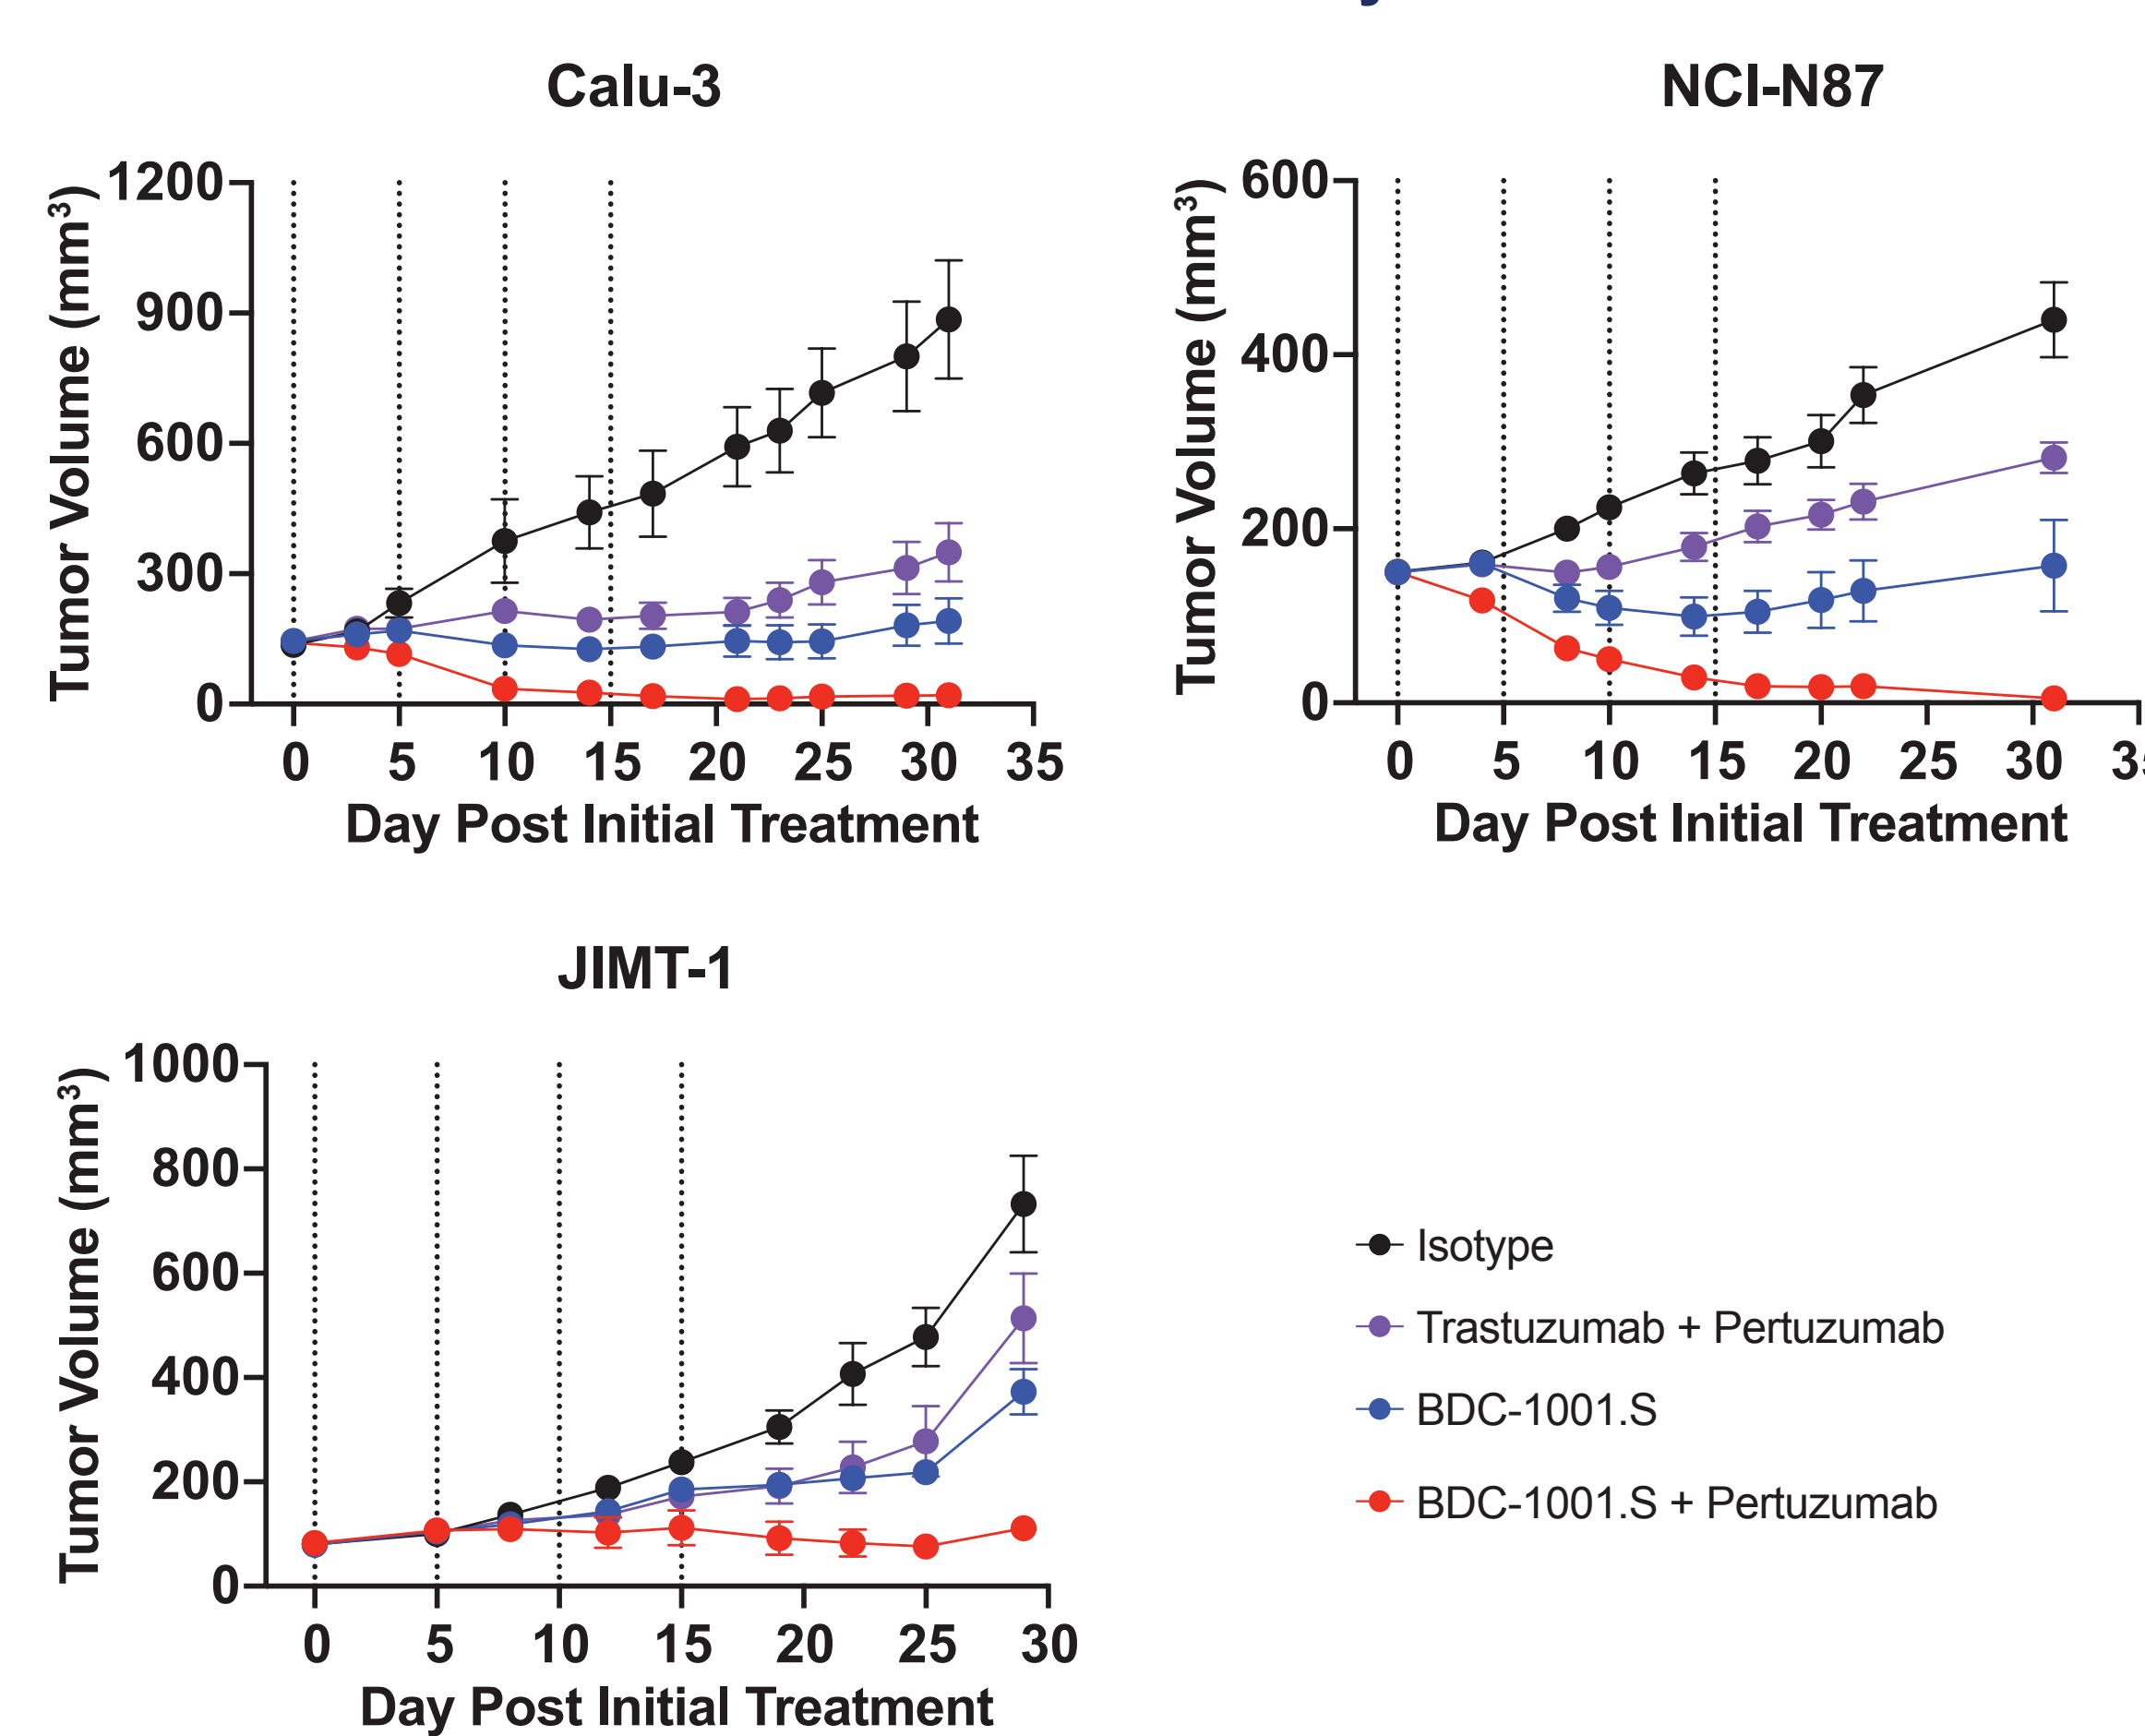 Calu-3
Tumor Volume (mm³)
1200
900
600
300
0
0 5 10 15 20 25 30 35
Day Post Initial Treatment
NCI-N87
Tumor Volume (mm³)
600
400
200
0
0 5 10 15 20 25 30
Day Post Initial Treatment
JIMT-1
Tumor Volume (mm³)
1000
800
600
400
200
0
0 5 10 15 20 25 30
Day Post Initial Treatment
Isotype
Trastuzumab + Pertuzumab
BDC-1001.S
BDC-1001.S + Pertuzumab